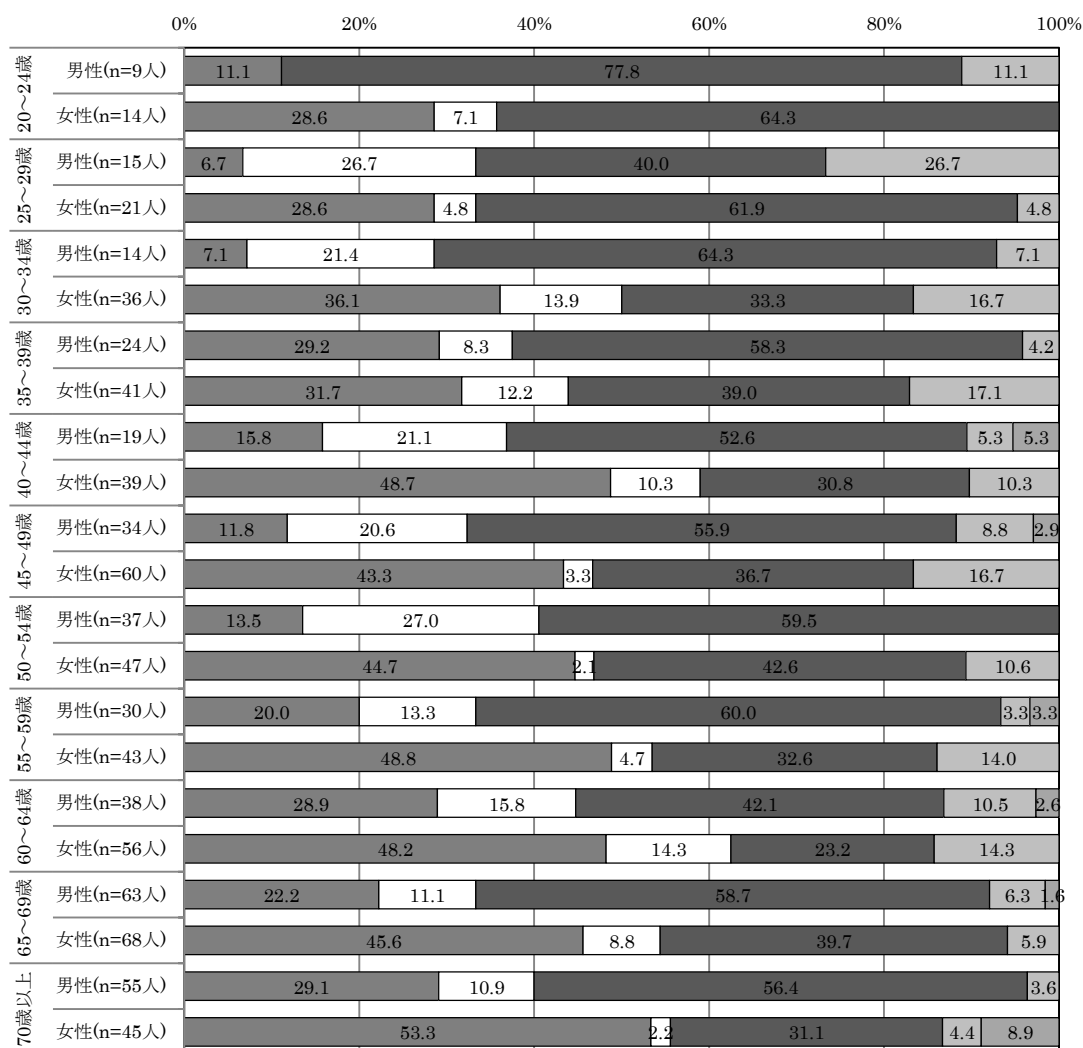 0% 20% 40% 60% 80% 100%
20～24歳
男性(n=9人) 11.1 77.8 11.1
女性(n=14人) 28.6 7.1 64.3
25～29歳
男性(n=15人) 6.7 26.7 40.0 26.7
女性(n=21人) 28.6 4.8 61.9 4.8
30～34歳
男性(n=14人) 7.1 21.4 64.3 7.1
女性(n=36人) 36.1 13.9 33.3 16.7
35～39歳
男性(n=24人) 29.2 8.3 58.3 4.2
女性(n=41人) 31.7 12.2 39.0 17.1
40～44歳
男性(n=19人) 15.8 21.1 52.6 5.3 5.3
女性(n=39人) 48.7 10.3 30.8 10.3
45～49歳
男性(n=34人) 11.8 20.6 55.9 8.8 2.9
女性(n=60人) 43.3 3.3 36.7 16.7
50～54歳
男性(n=37人) 13.5 27.0 59.5
女性(n=47人) 44.7 2.1 42.6 10.6
55～59歳
男性(n=30人) 20.0 13.3 60.0 3.3 3.3
女性(n=43人) 48.8 4.7 32.6 14.0
60～64歳
男性(n=38人) 28.9 15.8 42.1 10.5 2.6
女性(n=56人) 48.2 14.3 23.2 14.3
65～69歳
男性(n=63人) 22.2 11.1 58.7 6.3 1.6
女性(n=68人) 45.6 8.8 39.7 5.9
70歳以上
男性(n=55人) 29.1 10.9 56.4 3.6
女性(n=45人) 53.3 2.2 31.1 4.4 8.9